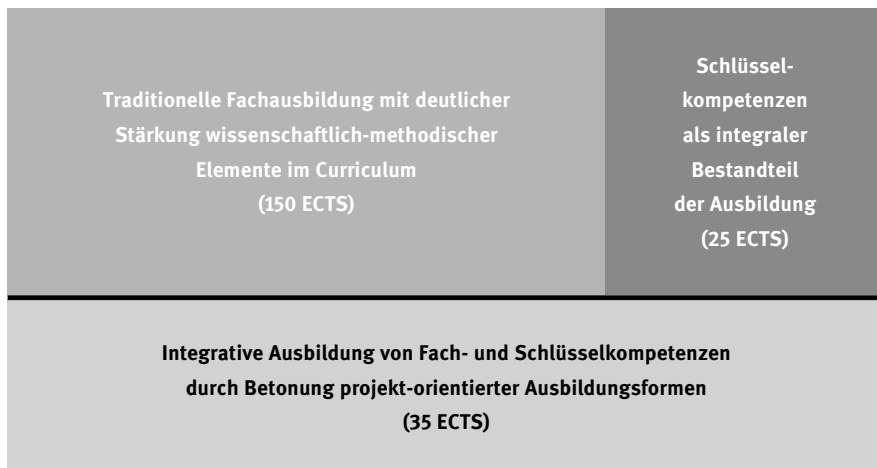 Traditionelle Fachausbildung mit deutlicher
Stärkung wissenschaftlich-methodischer
Elemente im Curriculum
(150 ECTS)
Schlüssel-
kompetenzen
als integraler
Bestandteil
der Ausbildung
(25 ECTS)
Integrative Ausbildung von Fach- und Schlüsselkompetenzen
durch Betonung projekt-orientierter Ausbildungsformen
(35 ECTS)